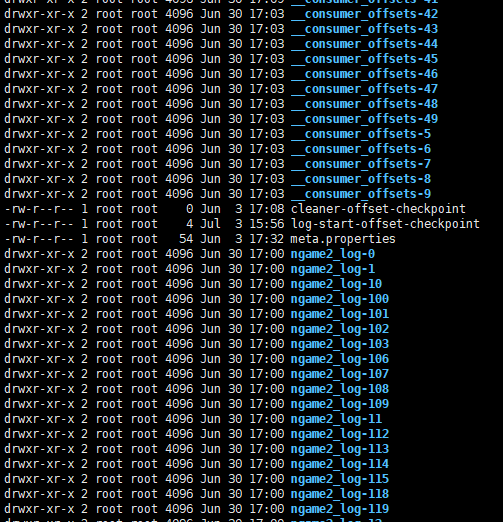 drwxr-xr-x 2 root root 4096 Jun 30 17:03 __consumer_offsets-41
drwxr-xr-x 2 root root 4096 Jun 30 17:03 __consumer_offsets-42
drwxr-xr-x 2 root root 4096 Jun 30 17:03 __consumer_offsets-43
drwxr-xr-x 2 root root 4096 Jun 30 17:03 __consumer_offsets-44
drwxr-xr-x 2 root root 4096 Jun 30 17:03 __consumer_offsets-45
drwxr-xr-x 2 root root 4096 Jun 30 17:03 __consumer_offsets-46
drwxr-xr-x 2 root root 4096 Jun 30 17:03 __consumer_offsets-47
drwxr-xr-x 2 root root 4096 Jun 30 17:03 __consumer_offsets-48
drwxr-xr-x 2 root root 4096 Jun 30 17:03 __consumer_offsets-49
drwxr-xr-x 2 root root 4096 Jun 30 17:03 __consumer_offsets-5
drwxr-xr-x 2 root root 4096 Jun 30 17:03 __consumer_offsets-6
drwxr-xr-x 2 root root 4096 Jun 30 17:03 __consumer_offsets-7
drwxr-xr-x 2 root root 4096 Jun 30 17:03 __consumer_offsets-8
drwxr-xr-x 2 root root 4096 Jun 30 17:03 __consumer_offsets-9
-rw-r--r-- 1 root root    0 Jun  3 17:08 cleaner-offset-checkpoint
-rw-r--r-- 1 root root    4 Jul  3 15:56 log-start-offset-checkpoint
-rw-r--r-- 1 root root   54 Jun  3 17:32 meta.properties
drwxr-xr-x 2 root root 4096 Jun 30 17:00 ngame2_log-0
drwxr-xr-x 2 root root 4096 Jun 30 17:00 ngame2_log-1
drwxr-xr-x 2 root root 4096 Jun 30 17:00 ngame2_log-10
drwxr-xr-x 2 root root 4096 Jun 30 17:00 ngame2_log-100
drwxr-xr-x 2 root root 4096 Jun 30 17:00 ngame2_log-101
drwxr-xr-x 2 root root 4096 Jun 30 17:00 ngame2_log-102
drwxr-xr-x 2 root root 4096 Jun 30 17:00 ngame2_log-103
drwxr-xr-x 2 root root 4096 Jun 30 17:00 ngame2_log-106
drwxr-xr-x 2 root root 4096 Jun 30 17:00 ngame2_log-107
drwxr-xr-x 2 root root 4096 Jun 30 17:00 ngame2_log-108
drwxr-xr-x 2 root root 4096 Jun 30 17:00 ngame2_log-109
drwxr-xr-x 2 root root 4096 Jun 30 17:00 ngame2_log-11
drwxr-xr-x 2 root root 4096 Jun 30 17:00 ngame2_log-112
drwxr-xr-x 2 root root 4096 Jun 30 17:00 ngame2_log-113
drwxr-xr-x 2 root root 4096 Jun 30 17:00 ngame2_log-114
drwxr-xr-x 2 root root 4096 Jun 30 17:00 ngame2_log-115
drwxr-xr-x 2 root root 4096 Jun 30 17:00 ngame2_log-118
drwxr-xr-x 2 root root 4096 Jun 30 17:00 ngame2_log-119